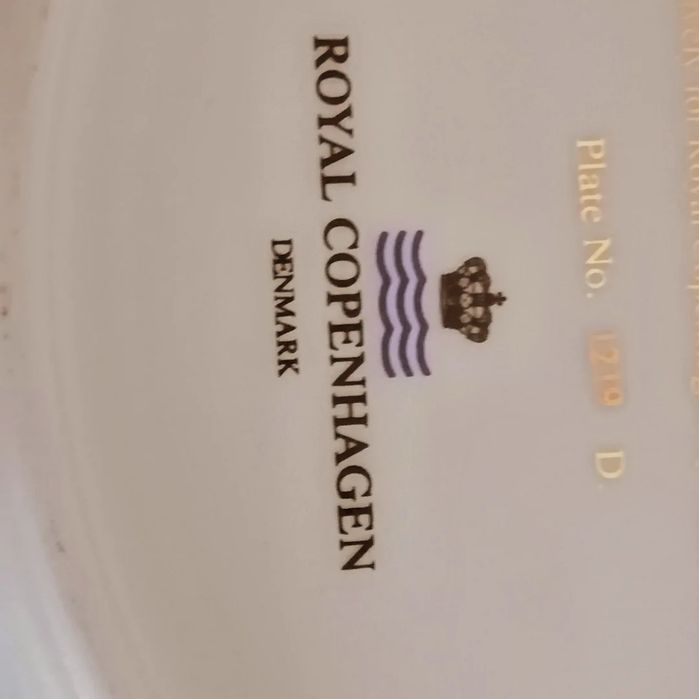 Plate No. 1219 D
ROYAL COPENHAGEN
DENMARK